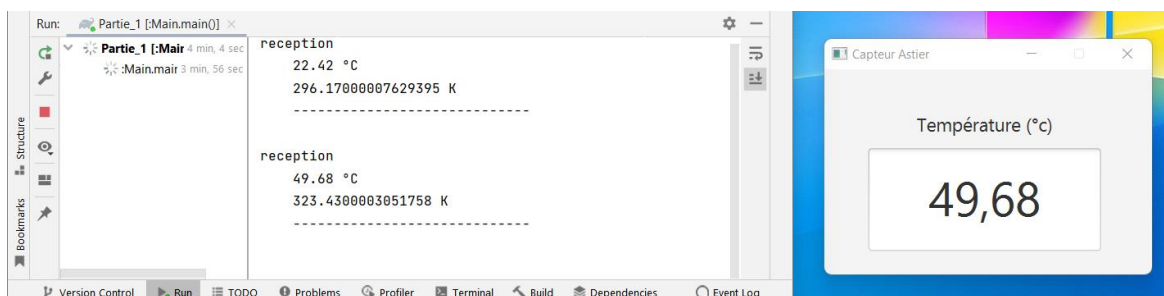 Run: Partie_1 [:Main.main()]
Partie_1 [:Mair 4 min, 4 sec
:Main.mair 3 min, 56 sec
reception
22.42 °C
296.17000007629395 K
-----------------------------
reception
49.68 °C
323.4300003051758 K
-----------------------------
Structure
Bookmarks
Version Control Run TODO Problems Profiler Terminal Build Dependencies Event Log
Capteur Astier
Température (°c)
49,68